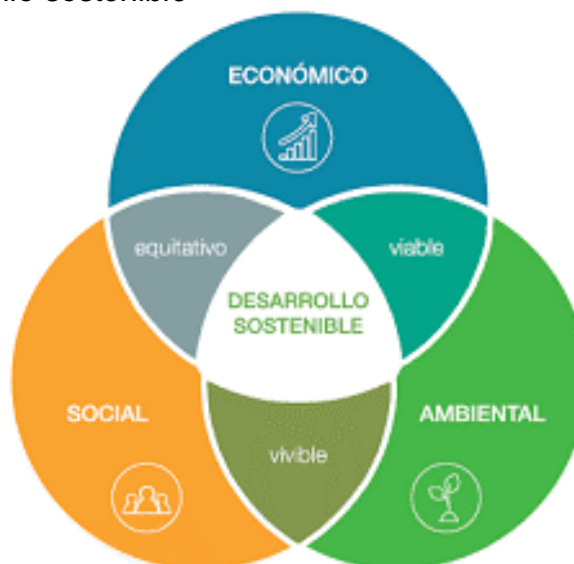 ECONÓMICO
equitativo
viable
DESARROLLO
SOSTENIBLE
SOCIAL
AMBIENTAL
vivible